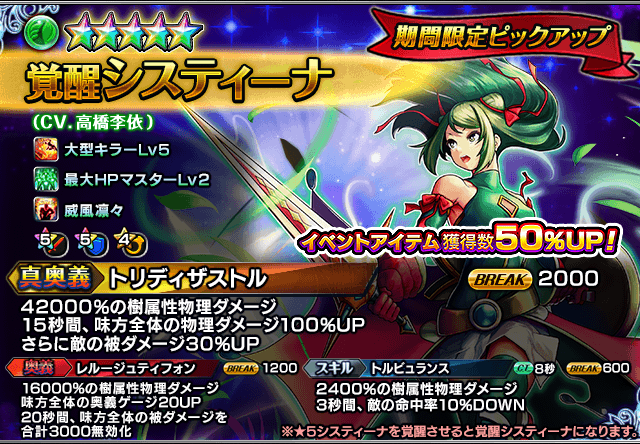 期間限定ピックアップ
覚醒システィーナ
(CV.高橋李依)
大型キラーLv5
最大HPマスターLv2
威風凛々
5 5 4
イベントアイテム獲得数50%UP!
真奥義 トリディザストル BREAK 2000
42000%の樹属性物理ダメージ
15秒間、味方全体の物理ダメージ100%UP
さらに敵の被ダメージ30%UP
奥義 レルージュティフォン BREAK 1200
16000%の樹属性物理ダメージ
味方全体の奥義ゲージ20UP
20秒間、味方全体の被ダメージを
合計3000無効化
スキル トルビュランス C.T. 8秒 BREAK 600
2400%の樹属性物理ダメージ
3秒間、敵の命中率10%DOWN
※★5システィーナを覚醒させると覚醒システィーナになります。